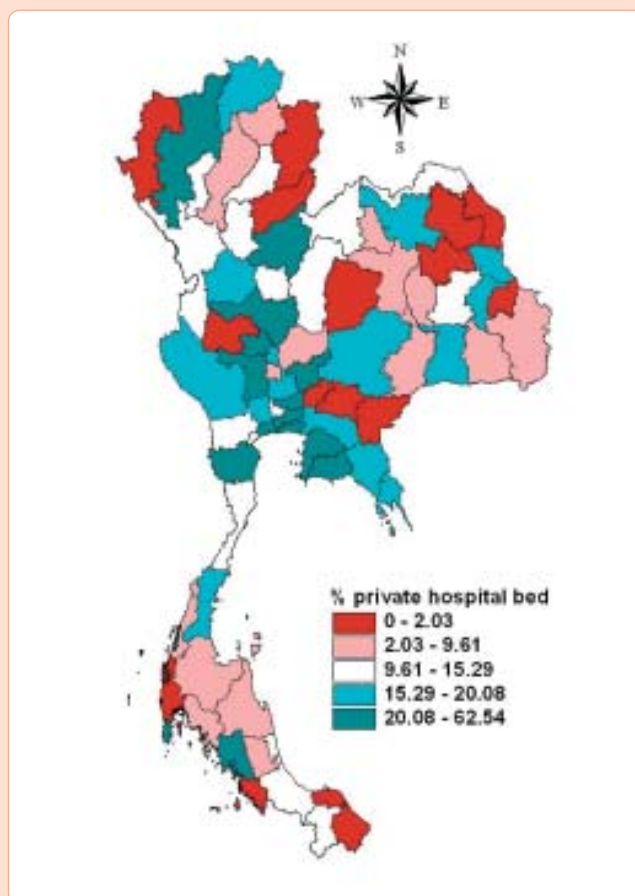 N
W E
S
% private hospital bed
0 - 2.03
2.03 - 9.61
9.61 - 15.29
15.29 - 20.08
20.08 - 62.54